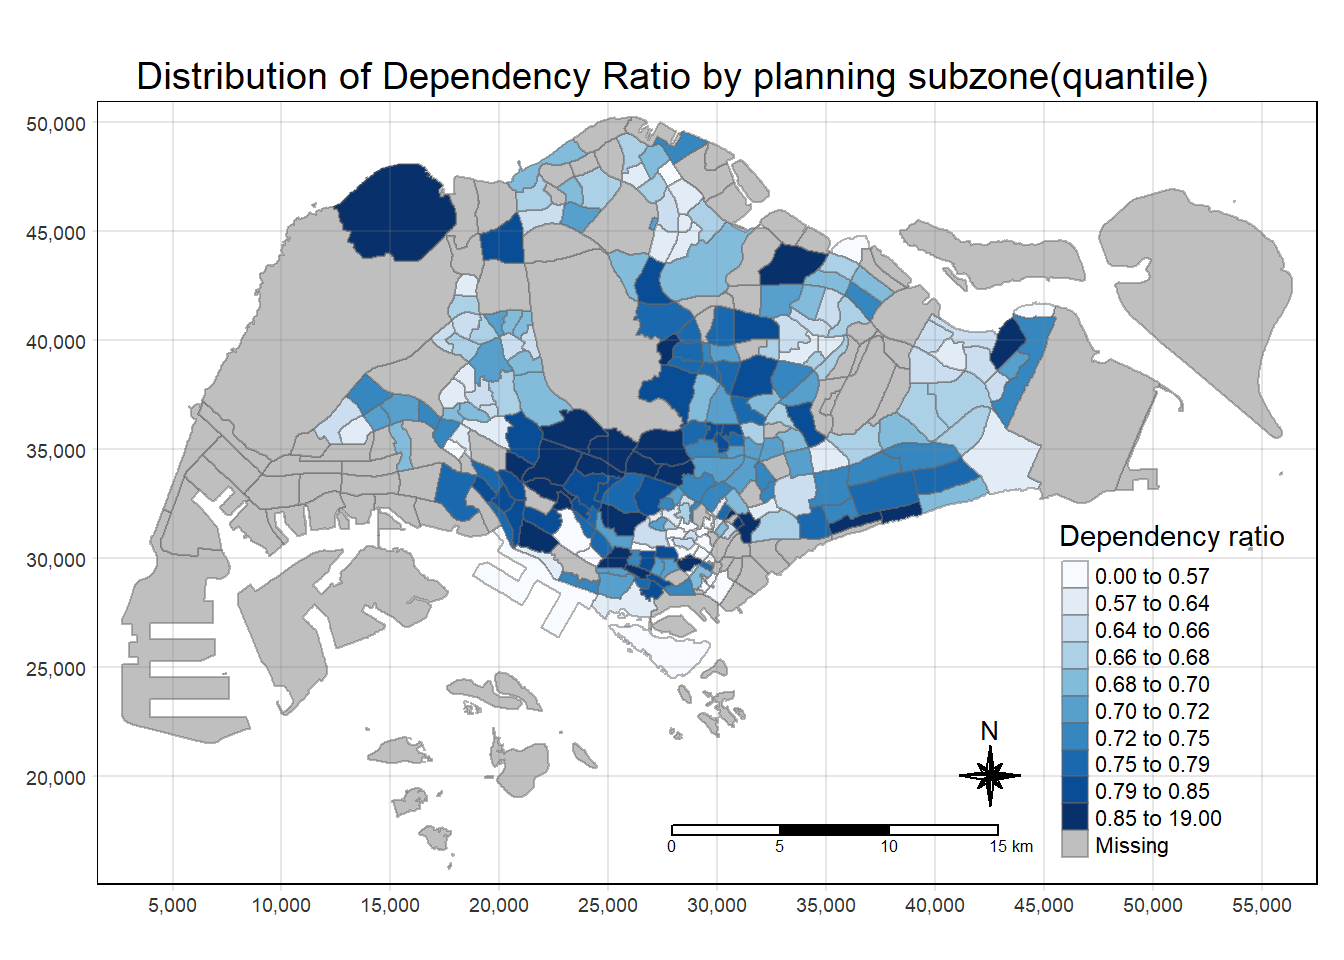 Distribution of Dependency Ratio by planning subzone(quantile)
50,000
45,000
40,000
35,000
30,000
25,000
20,000
Dependency ratio
0.00 to 0.57
0.57 to 0.64
0.64 to 0.66
0.66 to 0.68
0.68 to 0.70
0.70 to 0.72
0.72 to 0.75
0.75 to 0.79
0.79 to 0.85
0.85 to 19.00
Missing
N
0 5 10 15 km
5,000 10,000 15,000 20,000 25,000 30,000 35,000 40,000 45,000 50,000 55,000